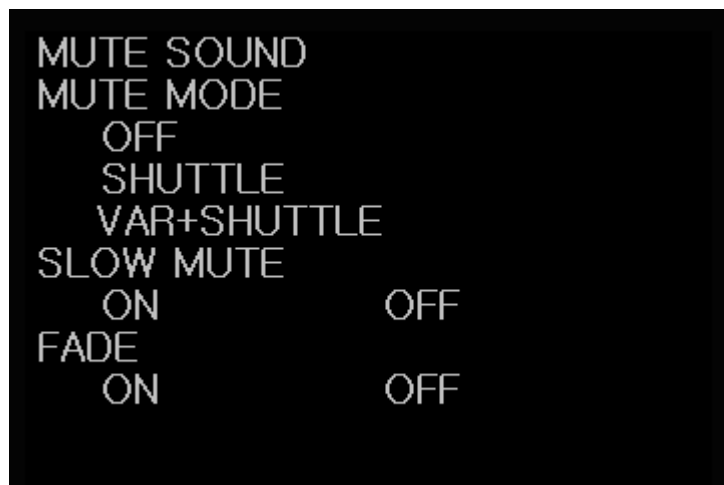 MUTE SOUND
MUTE MODE
OFF
SHUTTLE
VAR+SHUTTLE
SLOW MUTE
ON OFF
FADE
ON OFF